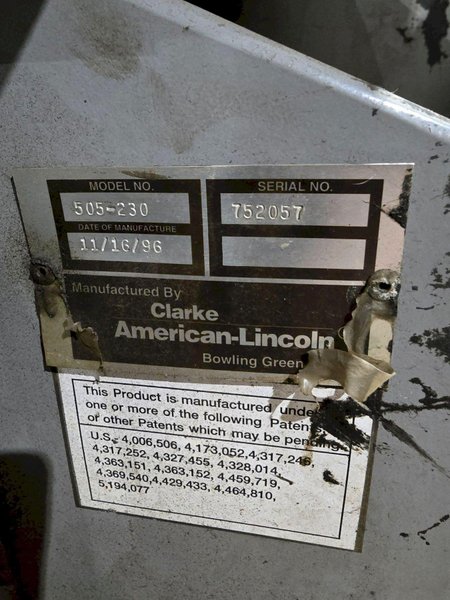 MODEL NO.
SERIAL NO.
505-230
752057
DATE OF MANUFACTURE
11/16/96
Manufactured By
Clarke
American-Lincoln
Bowling Green
This Product is manufactured under
one or more of the following Patents
of other Patents which may be pending
U.S. 4,006,506, 4,173,052,4,317,246,
4,317,252, 4,327,455, 4,328,014,
4,363,151, 4,363,152, 4,459,719,
4,369,540,4,429,433, 4,464,810,
5,194,077